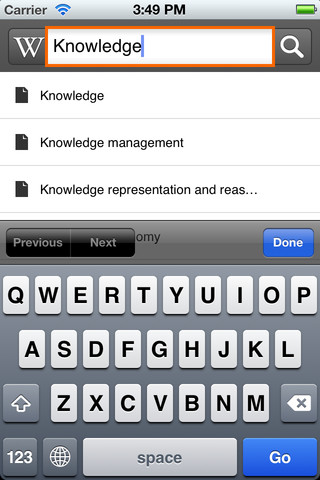 Carrier 3:49 PM
W Knowledge
Knowledge
Knowledge management
Knowledge representation and reas…
Previous Next omy Done
Q W E R T Y U I O P
A S D F G H J K L
Z X C V B N M
123 space Go